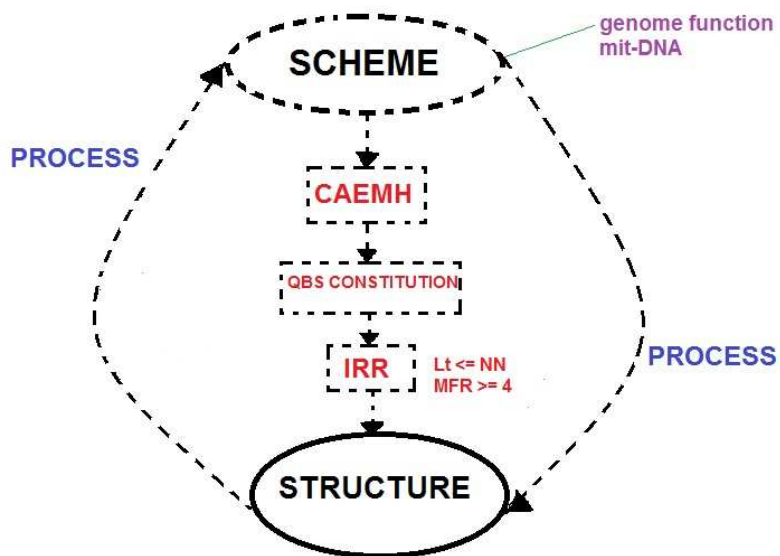 genome function
mit-DNA
SCHEME
PROCESS
CAEMH
QBS CONSTITUTION
IRR
Lt <= NN
MFR >= 4
PROCESS
STRUCTURE